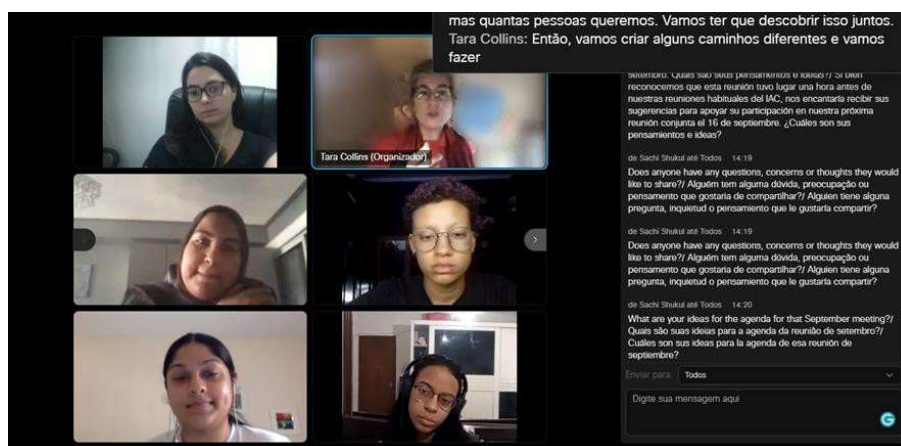 mas quantas pessoas queremos. Vamos ter que descobrir isso juntos.
Tara Collins: Então, vamos criar alguns caminhos diferentes e vamos
fazer
Tara Collins (Organizador)
setembro. Quais são seus pensamentos e ideias?/ Si bien
reconocemos que esta reunión tuvo lugar una hora antes de
nuestras reuniones habituales del IAC, nos encantaría recibir sus
sugerencias para apoyar su participación en nuestra próxima
reunión conjunta el 16 de septiembre. ¿Cuáles son sus
pensamientos e ideas?
de Sachi Shukul até Todos 14:19
Does anyone have any questions, concerns or thoughts they would
like to share?/ Alguém tem alguma dúvida, preocupação ou
pensamento que gostaria de compartilhar?/ Alguien tiene alguna
pregunta, inquietud o pensamiento que le gustaría compartir?
de Sachi Shukul até Todos 14:19
Does anyone have any questions, concerns or thoughts they would
like to share?/ Alguém tem alguma dúvida, preocupação ou
pensamento que gostaria de compartilhar?/ Alguien tiene alguna
pregunta, inquietud o pensamiento que le gustaría compartir?
de Sachi Shukul até Todos 14:20
What are your ideas for the agenda for that September meeting?/
Quais são suas ideias para a agenda da reunião de setembro?/
Cuáles son sus ideas para la agenda de esa reunión de
septiembre?
Enviar para: Todos
Digite sua mensagem aqui